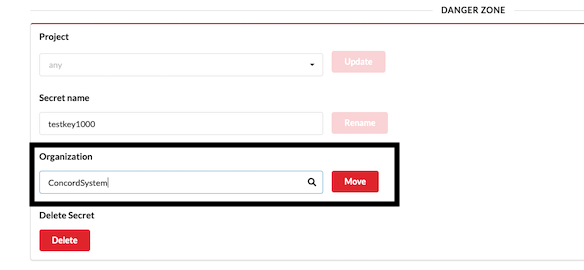 DANGER ZONE
Project
any
Update
Secret name
testkey1000
Rename
Organization
ConcordSystem
Move
Delete Secret
Delete